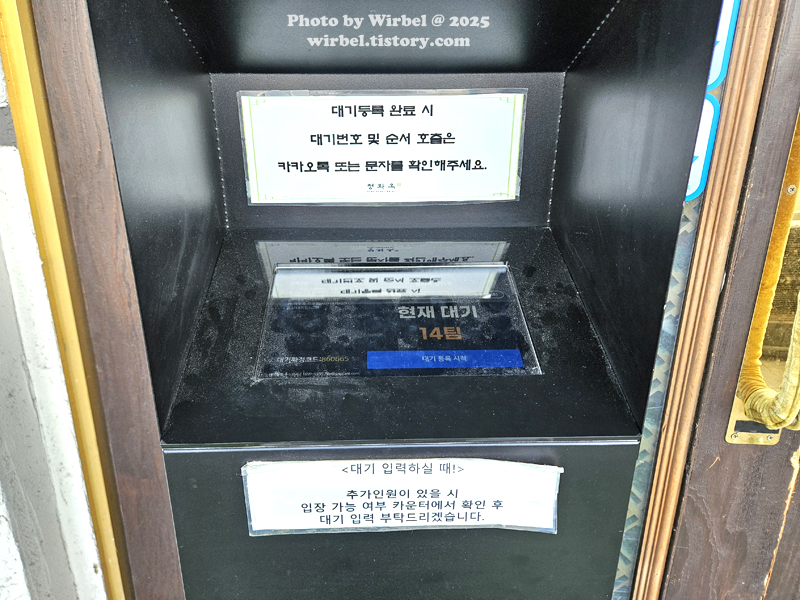 Photo by Wirbel @ 2025
wirbel.tistory.com
대기등록 완료 시
대기번호 및 순서 호출은
카카오톡 또는 문자를 확인해주세요.
현재 대기
14팀
대기 등록 시작
<대기 입력하실 때!>
추가인원이 있을 시
입장 가능 여부 카운터에서 확인 후
대기 입력 부탁드리겠습니다.